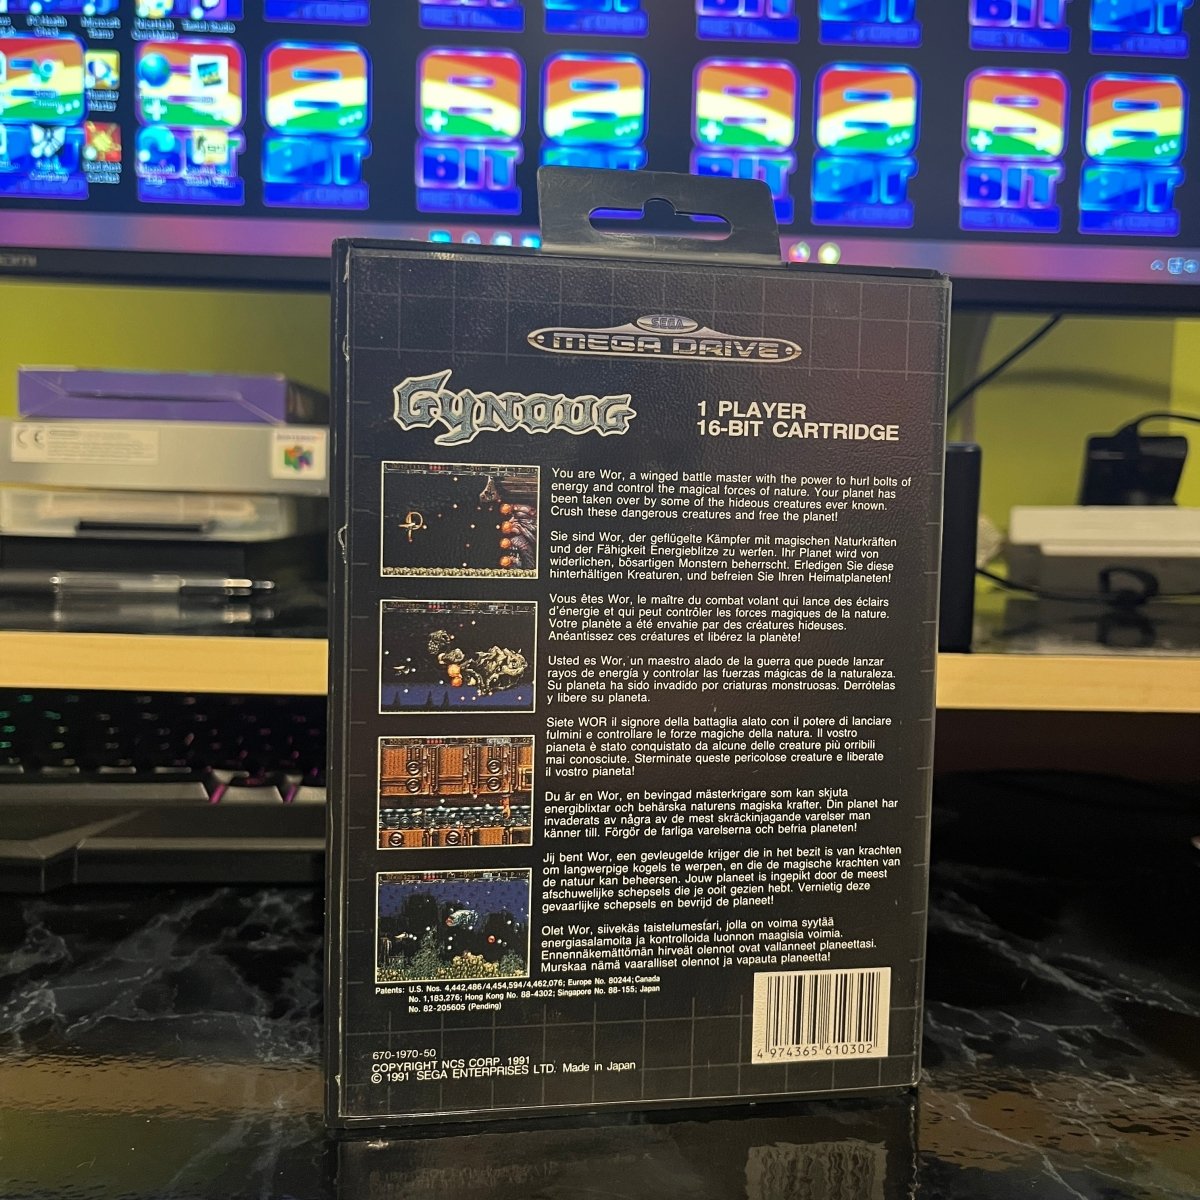 8
BIT
8
BIT
8
BIT
8
BIT
CE
NINTENDO 64
SEGA
MEGA DRIVE
GYNOUG
1 PLAYER
16-BIT CARTRIDGE
You are Wor, a winged battle master with the power to hurl bolts of
energy and control the magical forces of nature. Your planet has
been taken over by some of the hideous creatures ever known.
Crush these dangerous creatures and free the planet!
Sie sind Wor, der geflügelte Kämpfer mit magischen Naturkräften
und der Fähigkeit Energieblitze zu werfen. Ihr Planet wird von
widerlichen, bösartigen Monstern beherrscht. Erledigen Sie diese
hinterhältigen Kreaturen, und befreien Sie Ihren Heimatplaneten!
Vous êtes Wor, le maître du combat volant qui lance des éclairs
d'énergie et qui peut contrôler les forces magiques de la nature.
Votre planète a été envahie par des créatures hideuses.
Anéantissez ces créatures et libérez la planète!
Usted es Wor, un maestro alado de la guerra que puede lanzar
rayos de energía y controlar las fuerzas mágicas de la naturaleza.
Su planeta ha sido invadido por criaturas monstruosas. Derrótelas
y libere su planeta.
Siete WOR il signore della battaglia alato con il potere di lanciare
fulmini e controllare le forze magiche della natura. Il vostro
pianeta è stato conquistato da alcune delle creature più orribili
mai conosciute. Sterminate queste pericolose creature e liberate
il vostro pianeta!
Du är en Wor, en bevingad mästerkrigare som kan skjuta
energiblixtar och behärska naturens magiska krafter. Din planet har
invaderats av några av de mest skräckinjagande varelser man
känner till. Förgör de farliga varelserna och befria planeten!
Jij bent Wor, een gevleugelde krijger die in het bezit is van krachten
om langwerpige kogels te werpen, en die de magische krachten van
de natuur kan beheersen. Jouw planeet is ingepikt door de meest
afschuwelijke schepsels die je ooit gezien hebt. Vernietig deze
gevaarlijke schepsels en bevrijd de planeet!
Olet Wor, siivekäs taistelumestari, jolla on voima syytää
energiasalamoita ja kontrolloida luonnon maagisia voimia.
Ennennäkemättömän hirveät olennot ovat vallanneet planeettasi.
Murskaa nämä vaaralliset olennot ja vapauta planeetta!
Patents: U.S. Nos. 4,442,486/4,454,594/4,462,076; Europe No. 80244; Canada
No. 1,183,276; Hong Kong No. 88-4302; Singapore No. 88-155; Japan
No. 82-205605 (Pending)
4 974365 610302
670-1970-50
COPYRIGHT NCS CORP. 1991
© 1991 SEGA ENTERPRISES LTD. Made in Japan